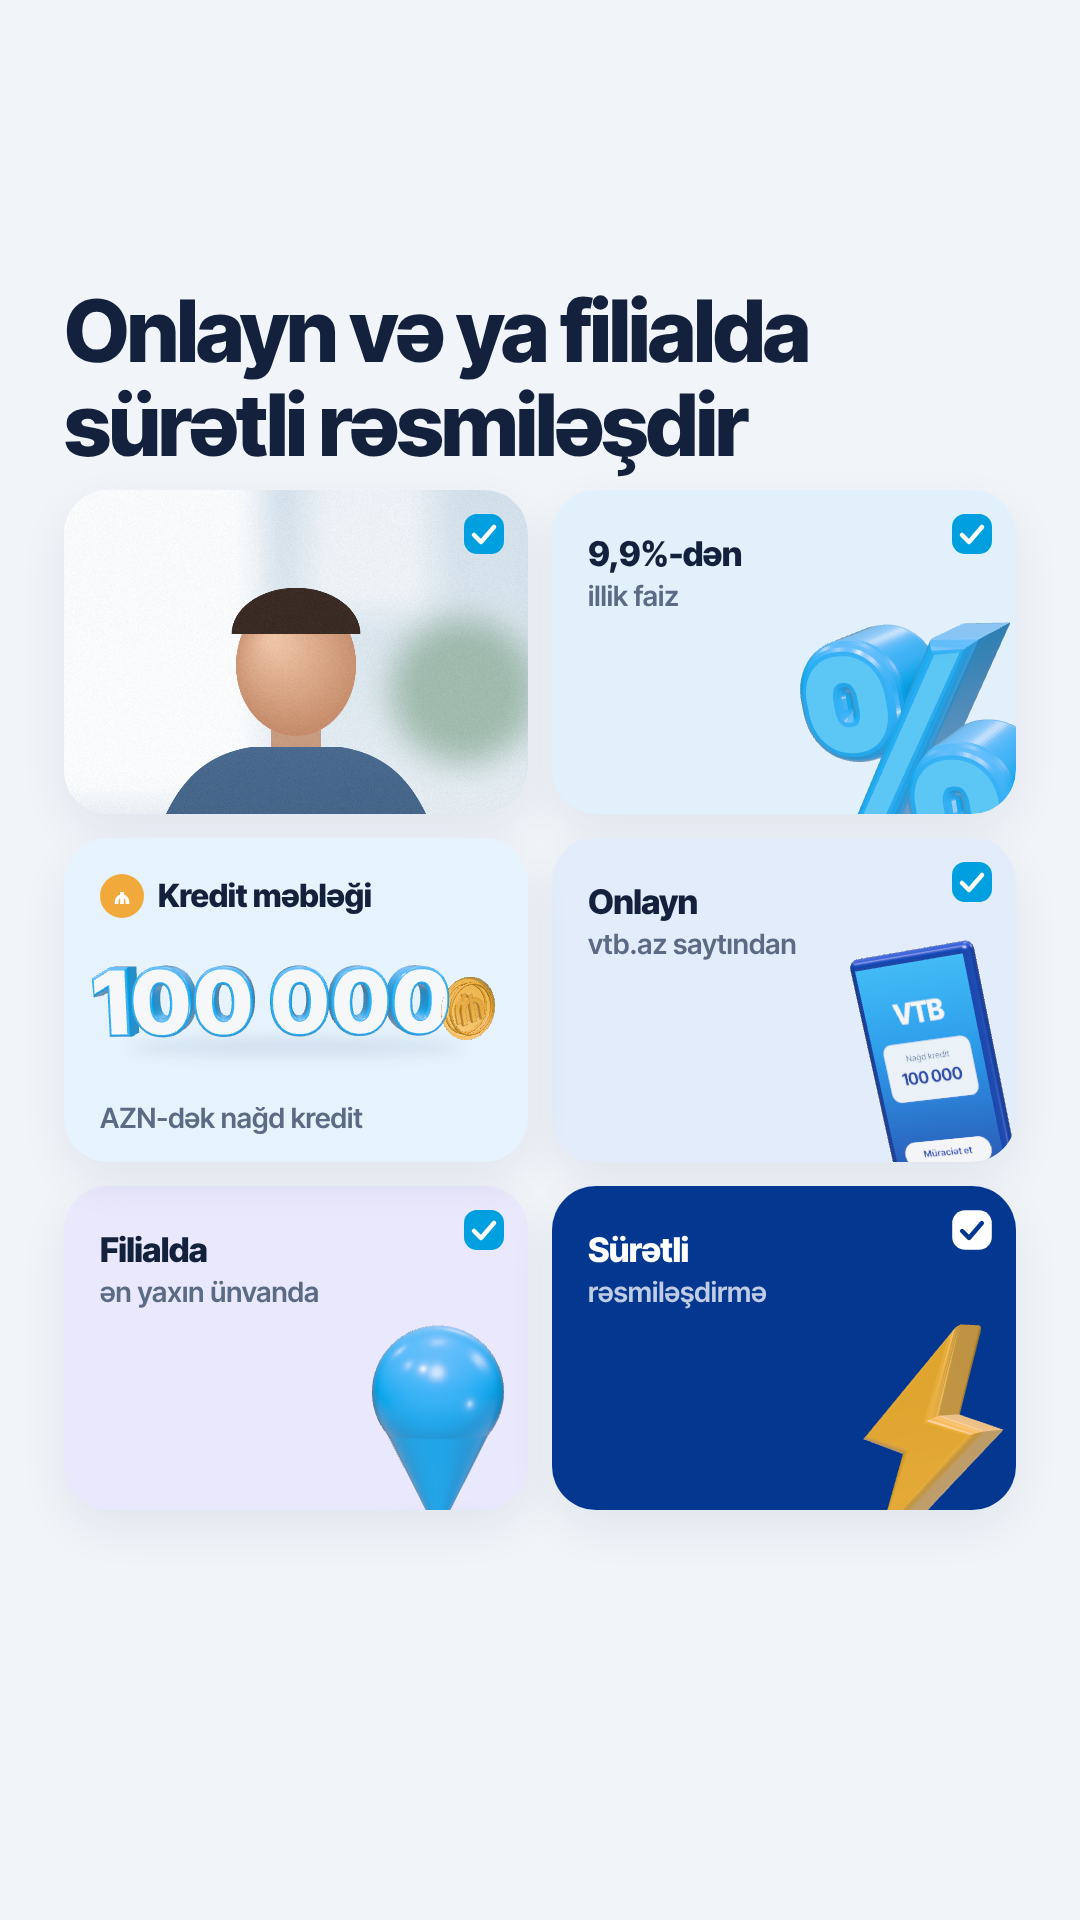 Onlayn və ya filialda
sürətli rəsmiləşdir
9,9%-dən
illik faiz
%
₼ Kredit məbləği
100 000
₼
AZN-dək nağd kredit
Onlayn
vtb.az saytından
VTB
Nağd kredit
100 000
Müraciət et
Filialda
ən yaxın ünvanda
Sürətli
rəsmiləşdirmə